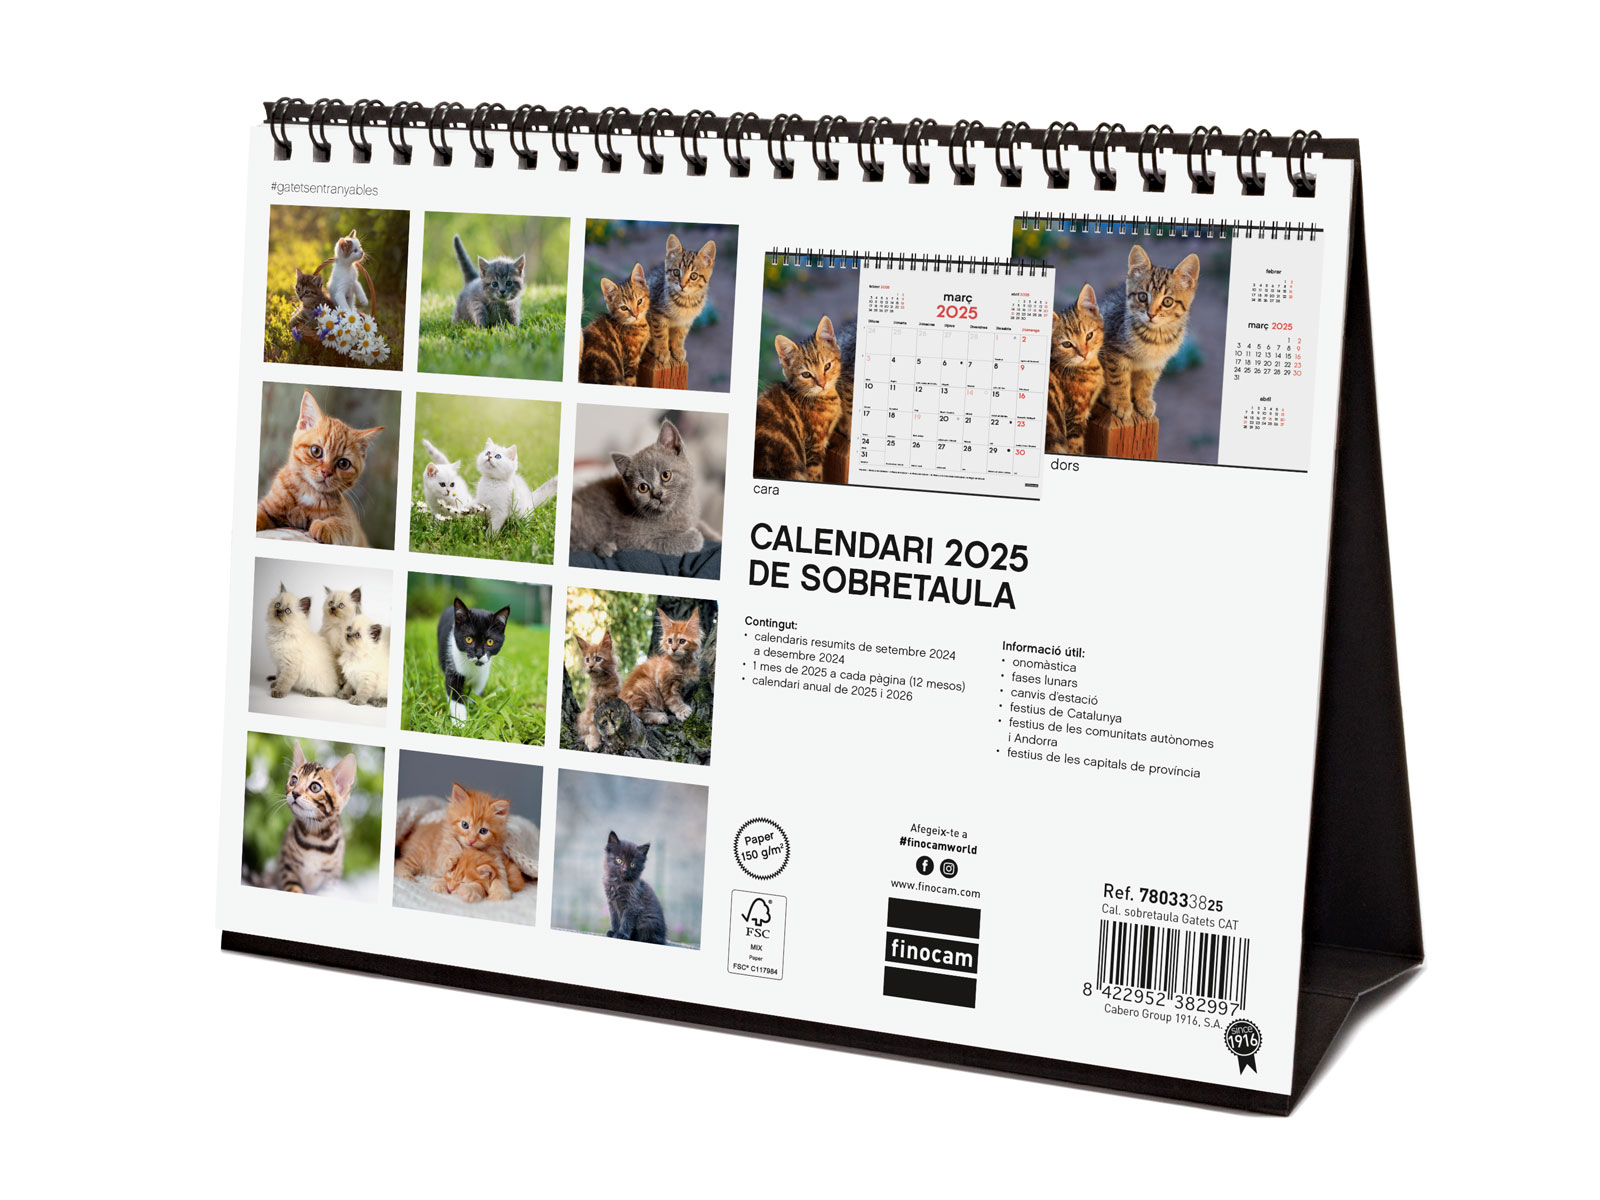 #gatetsentranyables
març
2025
febrer
març 2025
abril
cara
dors
CALENDARI 2025
DE SOBRETAULA
Contingut:
• calendaris resumits de setembre 2024
a desembre 2024
• 1 mes de 2025 a cada pàgina (12 mesos)
• calendari anual de 2025 i 2026
Informació útil:
• onomàstica
• fases lunars
• canvis d'estació
• festius de Catalunya
• festius de les comunitats autònomes
i Andorra
• festius de les capitals de província
Paper
150 g/m²
FSC®
MIX
Paper
FSC® C117984
Afegeix-te a
#finocamworld
www.finocam.com
finocam
Ref. 780333825
Cal. sobretaula Gatets CAT
8 422952 382997
Cabero Group 1916, S.A.
since
1916